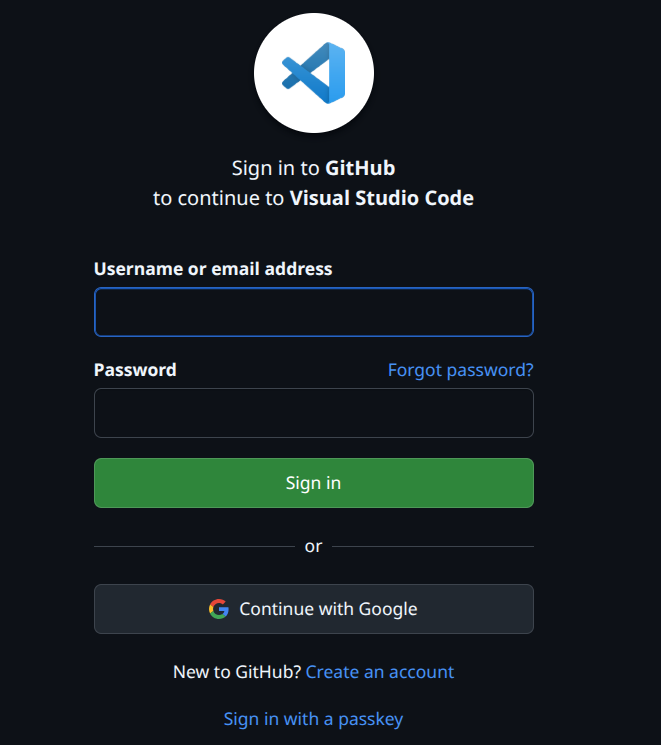 Sign in to GitHub
to continue to Visual Studio Code
Username or email address
Password
Forgot password?
Sign in
or
Continue with Google
New to GitHub? Create an account
Sign in with a passkey